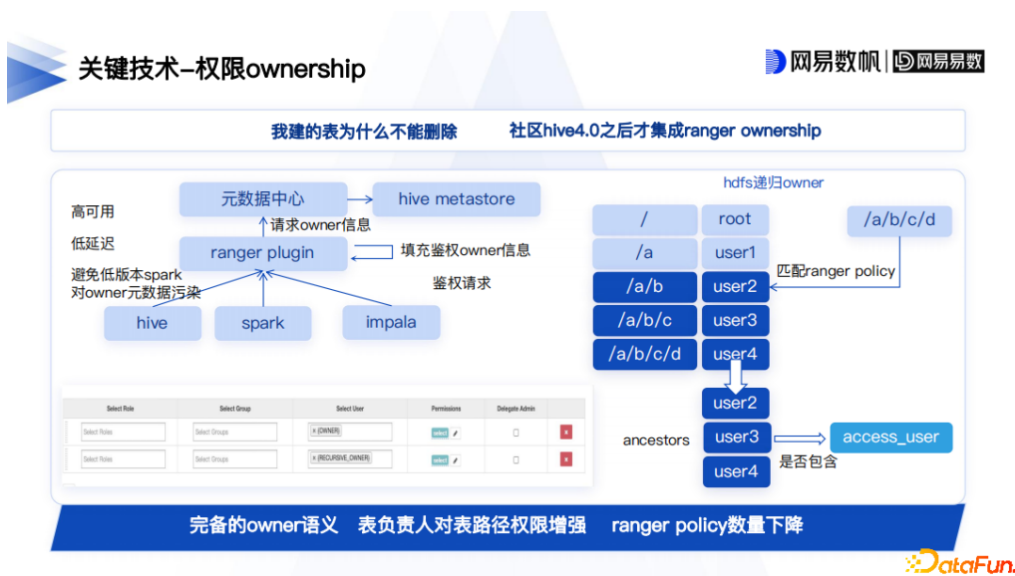 关键技术-权限ownership
网易数帆 | 网易易数
我建的表为什么不能删除 社区hive4.0之后才集成ranger ownership
元数据中心
hive metastore
高可用
低延迟
避免低版本spark
对owner元数据污染
请求owner信息
ranger plugin
填充鉴权owner信息
鉴权请求
hive
spark
impala
hdfs递归owner
/ root
/a user1
/a/b user2
/a/b/c user3
/a/b/c/d user4
/a/b/c/d
匹配ranger policy
ancestors
user2
user3
user4
access_user
是否包含
Select Role Select Group Select User Permissions Delegate Admin
Select Roles Select Groups x {OWNER} select x
Select Roles Select Groups x {RECURSIVE_OWNER} select x
完备的owner语义 表负责人对表路径权限增强 ranger policy数量下降
DataFun.